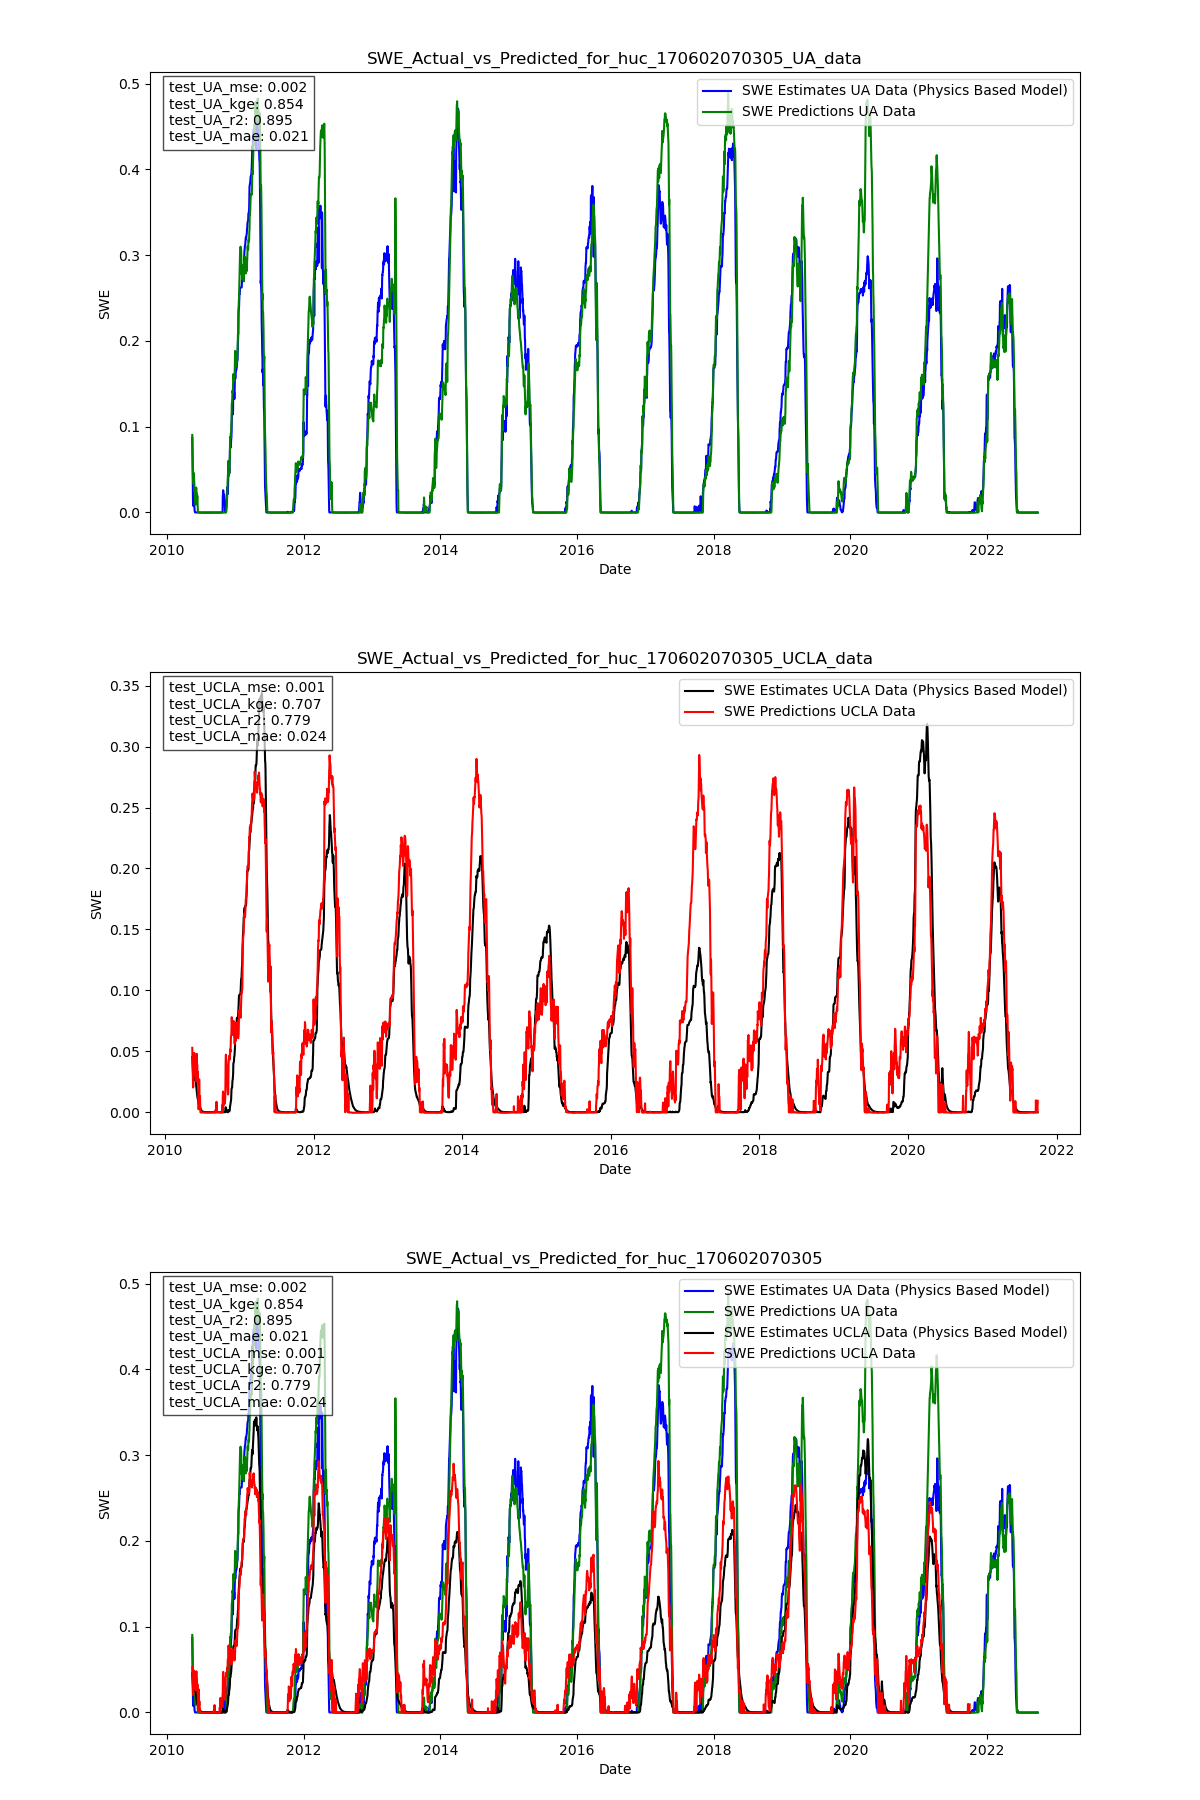 SWE_Actual_vs_Predicted_for_huc_170602070305_UA_data
test_UA_mse: 0.002
test_UA_kge: 0.854
test_UA_r2: 0.895
test_UA_mae: 0.021
SWE Estimates UA Data (Physics Based Model)
SWE Predictions UA Data
0.5
0.4
0.3
0.2
0.1
0.0
SWE
2010 2012 2014 2016 2018 2020 2022
Date
SWE_Actual_vs_Predicted_for_huc_170602070305_UCLA_data
test_UCLA_mse: 0.001
test_UCLA_kge: 0.707
test_UCLA_r2: 0.779
test_UCLA_mae: 0.024
SWE Estimates UCLA Data (Physics Based Model)
SWE Predictions UCLA Data
0.35
0.30
0.25
0.20
0.15
0.10
0.05
0.00
SWE
2010 2012 2014 2016 2018 2020 2022
Date
SWE_Actual_vs_Predicted_for_huc_170602070305
test_UA_mse: 0.002
test_UA_kge: 0.854
test_UA_r2: 0.895
test_UA_mae: 0.021
test_UCLA_mse: 0.001
test_UCLA_kge: 0.707
test_UCLA_r2: 0.779
test_UCLA_mae: 0.024
SWE Estimates UA Data (Physics Based Model)
SWE Predictions UA Data
SWE Estimates UCLA Data (Physics Based Model)
SWE Predictions UCLA Data
0.5
0.4
0.3
0.2
0.1
0.0
SWE
2010 2012 2014 2016 2018 2020 2022
Date